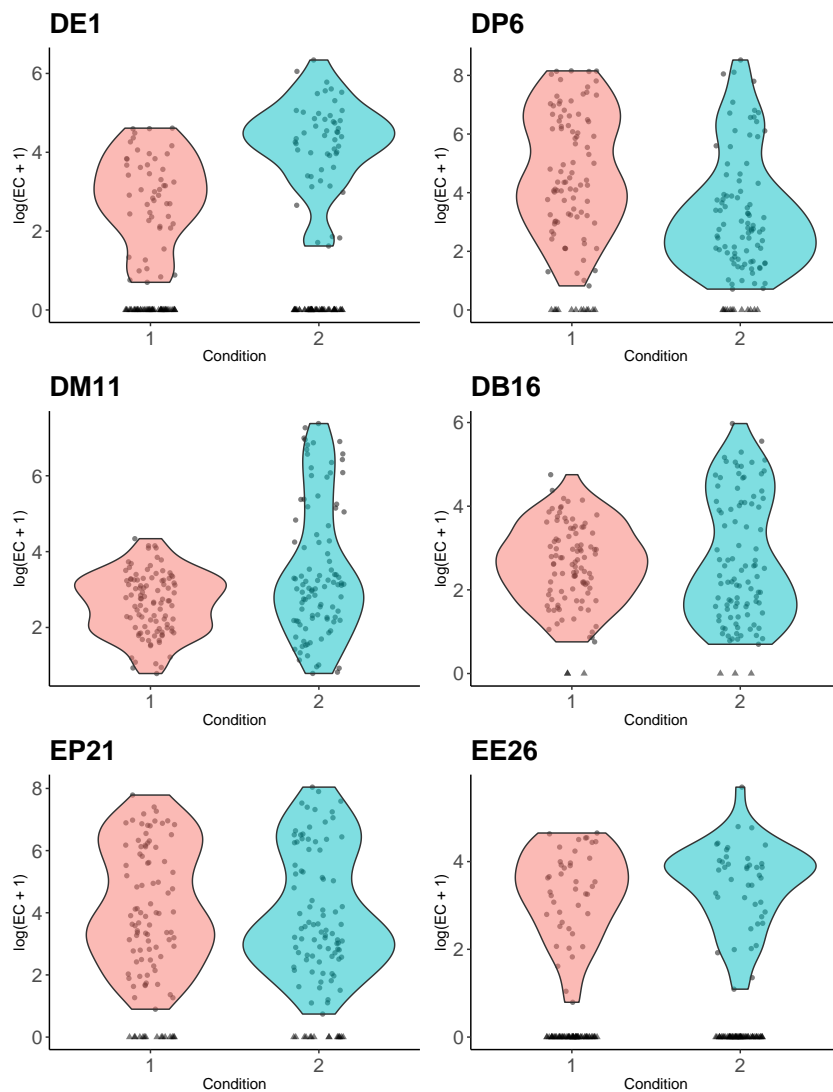 DE1
DP6
log(EC + 1)
6
4
2
0
1
2
Condition
log(EC + 1)
8
6
4
2
0
1
2
Condition
DM11
DB16
log(EC + 1)
6
4
2
1
2
Condition
log(EC + 1)
6
4
2
0
1
2
Condition
EP21
EE26
log(EC + 1)
8
6
4
2
0
1
2
Condition
log(EC + 1)
4
2
0
1
2
Condition